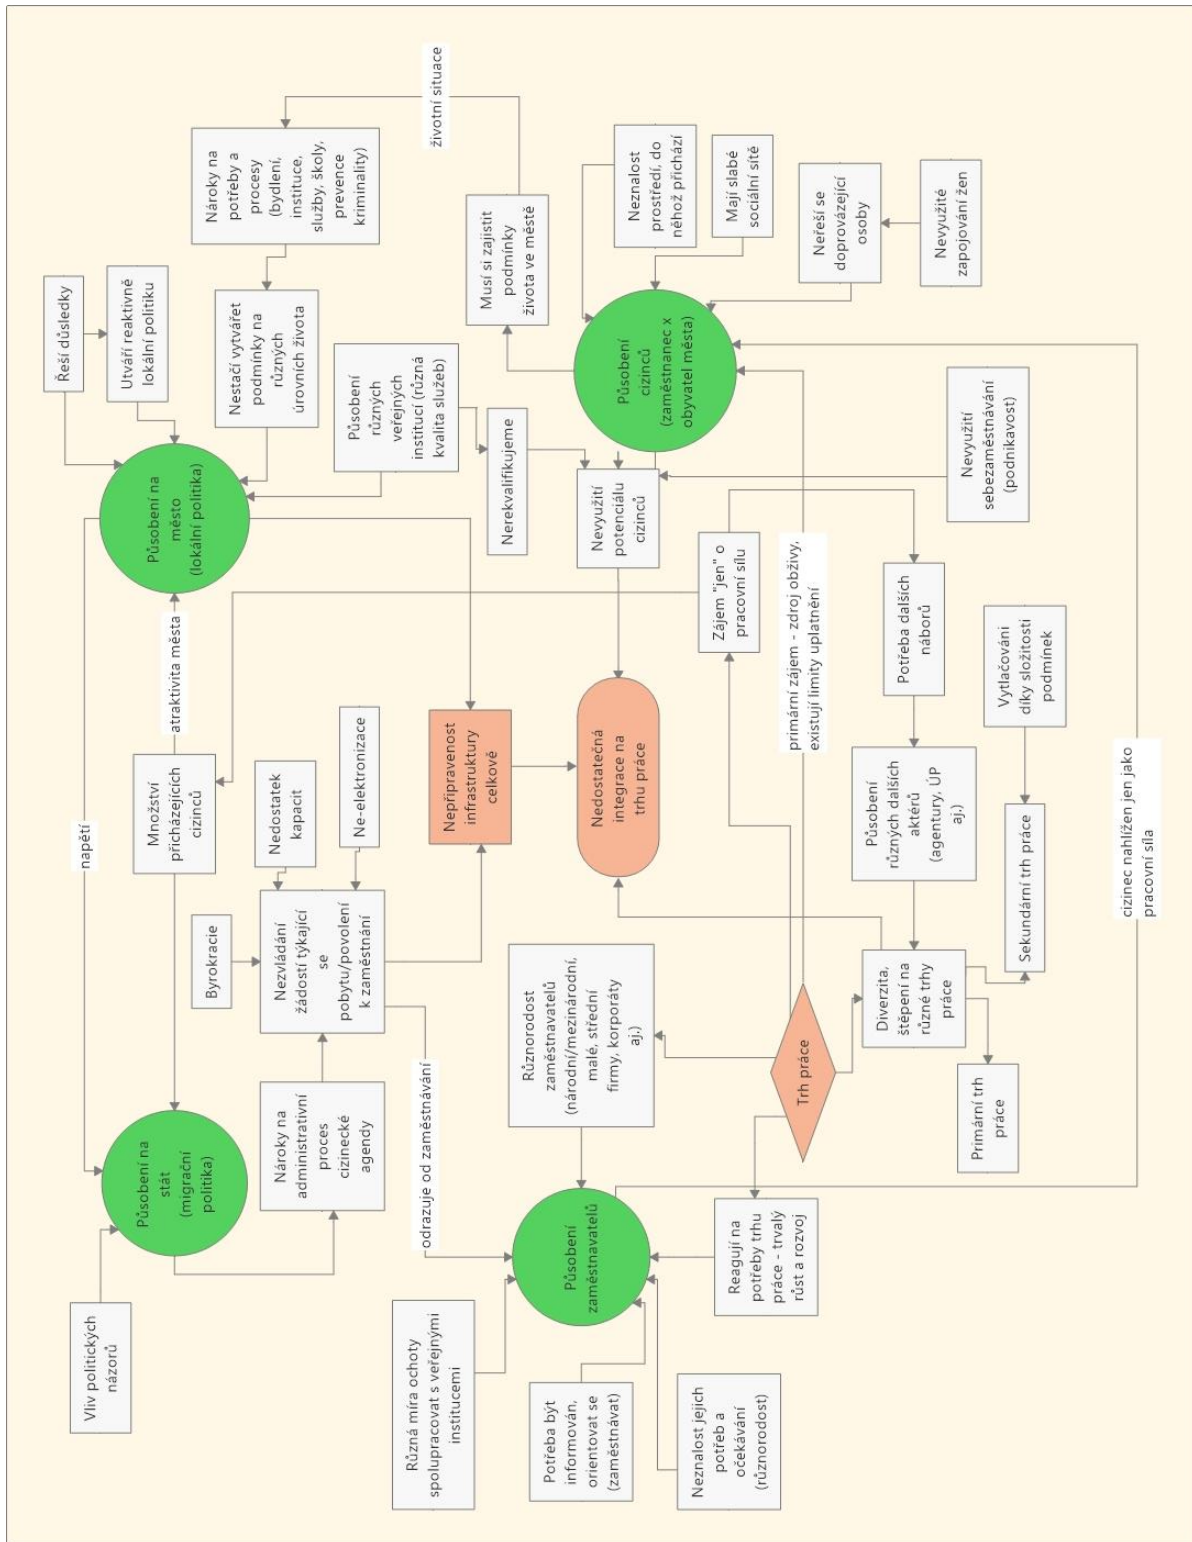 Vliv politických
názorů
napětí
Řeší důsledky
Působení na
stát
(migrační
politika)
Množství
přicházejících
cizinců
atraktivita města
Působení na
město
(lokální politika)
Utváří reaktivně
lokální politiku
Byrokracie
Nároky na
potřeby a
procesy
(bydlení,
instituce,
služby, školy,
prevence
kriminality)
Nestačí vytvářet
podmínky na
různých
úrovních života
Nároky na
administrativní
proces
cizinecké
agendy
Nezvládání
žádostí týkající
se
pobytu/povolení
k zaměstnání
Nedostatek
kapacit
Ne-elektronizace
Působení
různých
veřejných
institucí (různá
kvalita služeb)
životní situace
Různá míra ochoty
spolupracovat s veřejnými
institucemi
odrazuje od zaměstnávání
Nepřipravenost
infrastruktury
celkově
Nerekvalifikujeme
Musí si zajistit
podmínky
života ve městě
Působení
zaměstnavatelů
Různorodost
zaměstnavatelů
(národní/mezinárodní,
malé, střední
firmy, korporáty
aj.)
Potřeba být
informován,
orientovat se
(zaměstnávat)
Nedostatečná
integrace na
trhu práce
Nevyužití
potenciálu
cizinců
Působení
cizinců
(zaměstnanec x
obyvatel města)
Neznalost
prostředí, do
něhož přichází
Neznalost jejich
potřeb a
očekávání
(různorodost)
Reagují na
potřeby trhu
práce - trvalý
růst a rozvoj
Zájem "jen" o
pracovní sílu
Mají slabé
sociální sítě
Trh práce
primární zájem - zdroj obživy,
existují limity uplatnění
Neřeší se
doprovázející
osoby
Diverzita,
štěpení na
různé trhy
práce
Působení
různých dalších
aktérů
(agentury, ÚP
aj.)
Potřeba dalších
náborů
Nevyužití
sebezaměstnávání
(podnikavost)
Nevyužité
zapojování žen
Primární trh
práce
Sekundární trh práce
Vytlačováni
díky složitosti
podmínek
cizinec nahlížen jen jako
pracovní síla